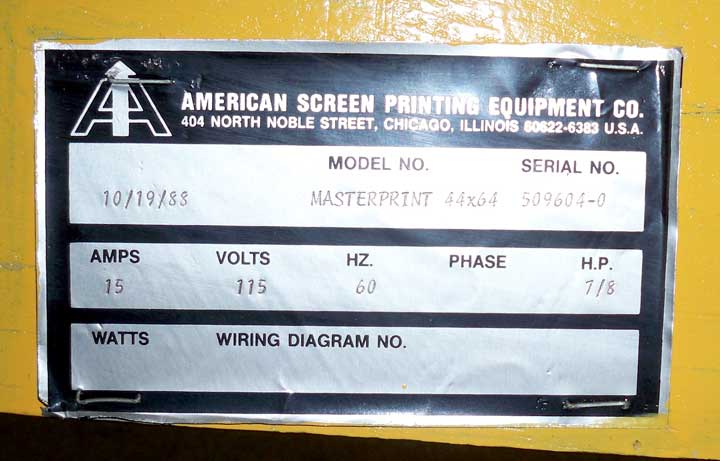 AMERICAN SCREEN PRINTING EQUIPMENT CO.
404 NORTH NOBLE STREET, CHICAGO, ILLINOIS 60622-6383 U.S.A.
MODEL NO. SERIAL NO.
10/19/88 MASTERPRINT 44x64 509604-0
AMPS VOLTS HZ. PHASE H.P.
15 115 60 7/8
WATTS WIRING DIAGRAM NO.